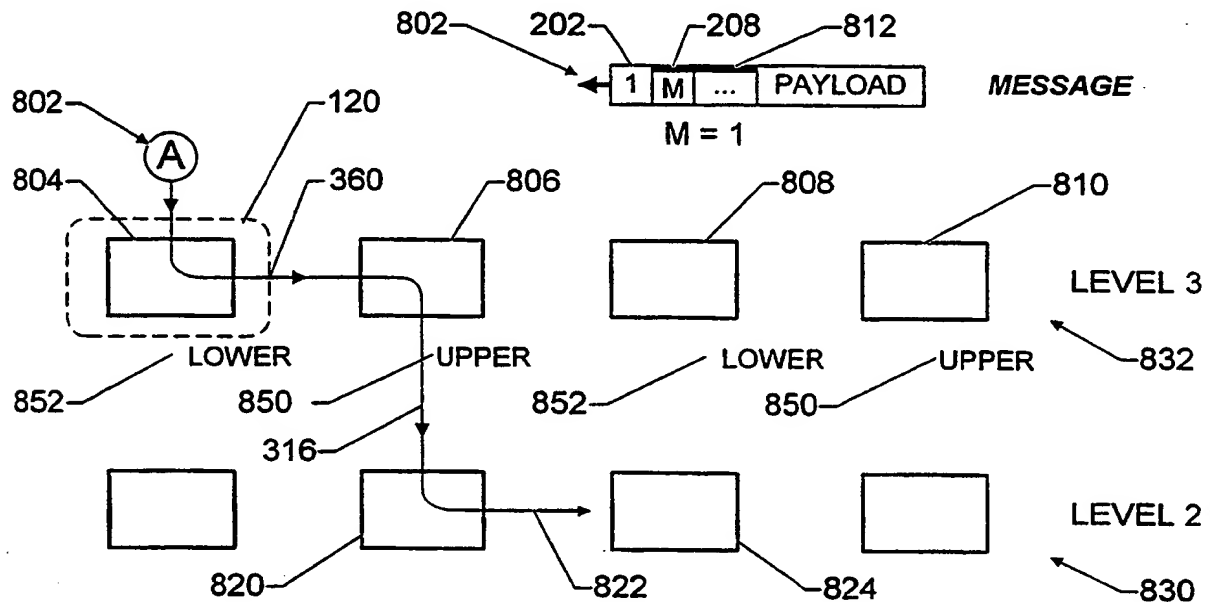 802 202 208 812
1 M ... PAYLOAD MESSAGE
M = 1
802 120
A
804 360 806 808 810
LEVEL 3
LOWER UPPER LOWER UPPER 832
852 850 852 850
316
LEVEL 2
820 822 824 830